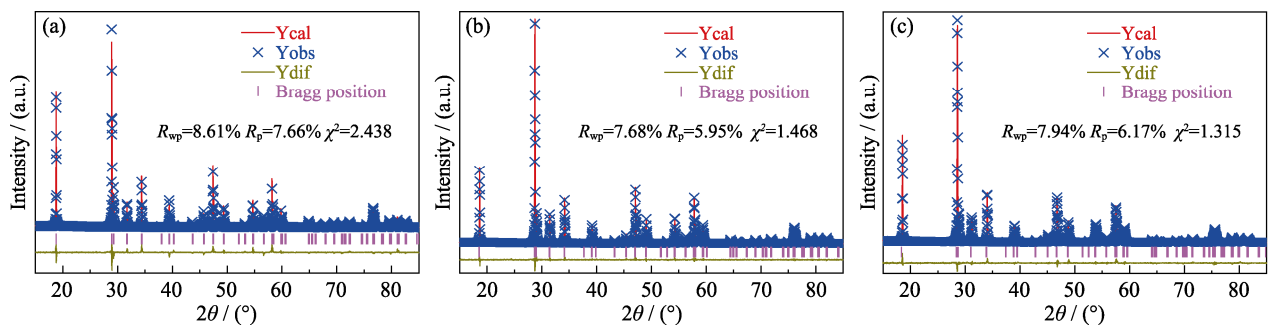 (a)
Ycal
Yobs
Ydif
Bragg position
Rwp=8.61% Rp=7.66% χ²=2.438
Intensity / (a.u.)
20 30 40 50 60 70 80
2θ / (°)
(b)
Ycal
Yobs
Ydif
Bragg position
Rwp=7.68% Rp=5.95% χ²=1.468
Intensity / (a.u.)
20 30 40 50 60 70 80
2θ / (°)
(c)
Ycal
Yobs
Ydif
Bragg position
Rwp=7.94% Rp=6.17% χ²=1.315
Intensity / (a.u.)
20 30 40 50 60 70 80
2θ / (°)